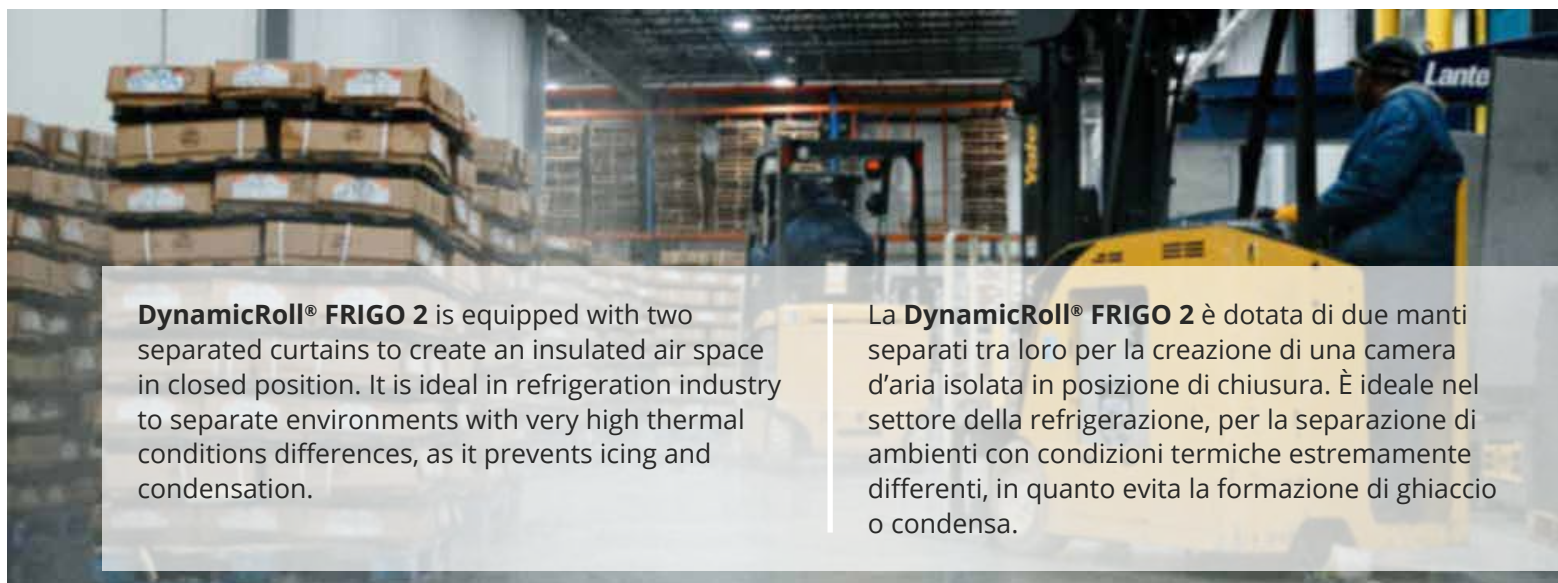 Lante
Yale
DynamicRoll® FRIGO 2 is equipped with two
separated curtains to create an insulated air space
in closed position. It is ideal in refrigeration industry
to separate environments with very high thermal
conditions differences, as it prevents icing and
condensation.
La DynamicRoll® FRIGO 2 è dotata di due manti
separati tra loro per la creazione di una camera
d’aria isolata in posizione di chiusura. È ideale nel
settore della refrigerazione, per la separazione di
ambienti con condizioni termiche estremamente
differenti, in quanto evita la formazione di ghiaccio
o condensa.